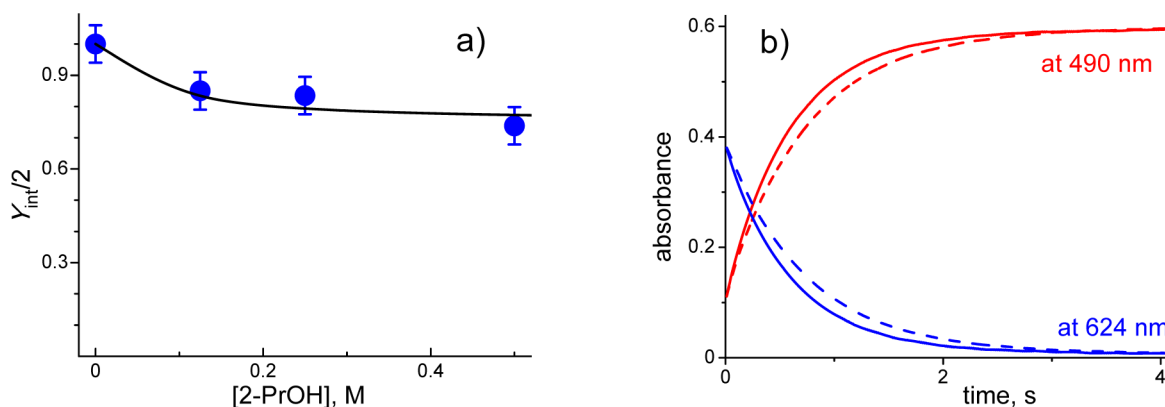 a)
Y_int/2
0.9
0.6
0.3
0
0.2
0.4
[2-PrOH], M
b)
absorbance
0.6
0.4
0.2
0
at 490 nm
at 624 nm
0
2
4
time, s